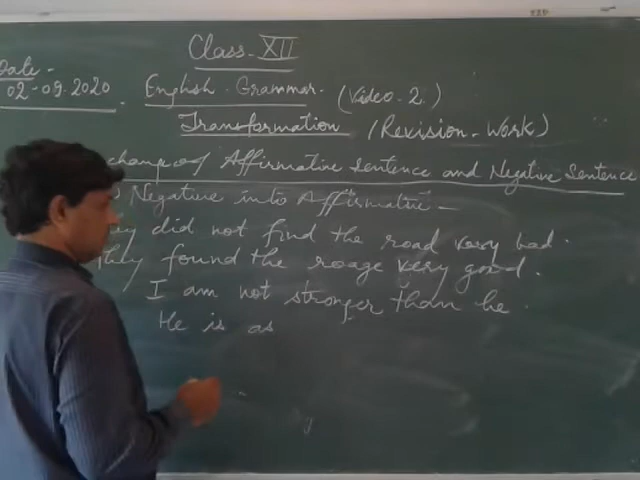 Class-XII
Date-
02-09.2020
English. Grammar. (Video.2.)
Transformation (Revision-Work)
change of Affirmative Sentence and Negative Sentence
Negative into Affirmative -
did not find the road very bad.
They found the roage very good.
I am not stronger than he.
He is as